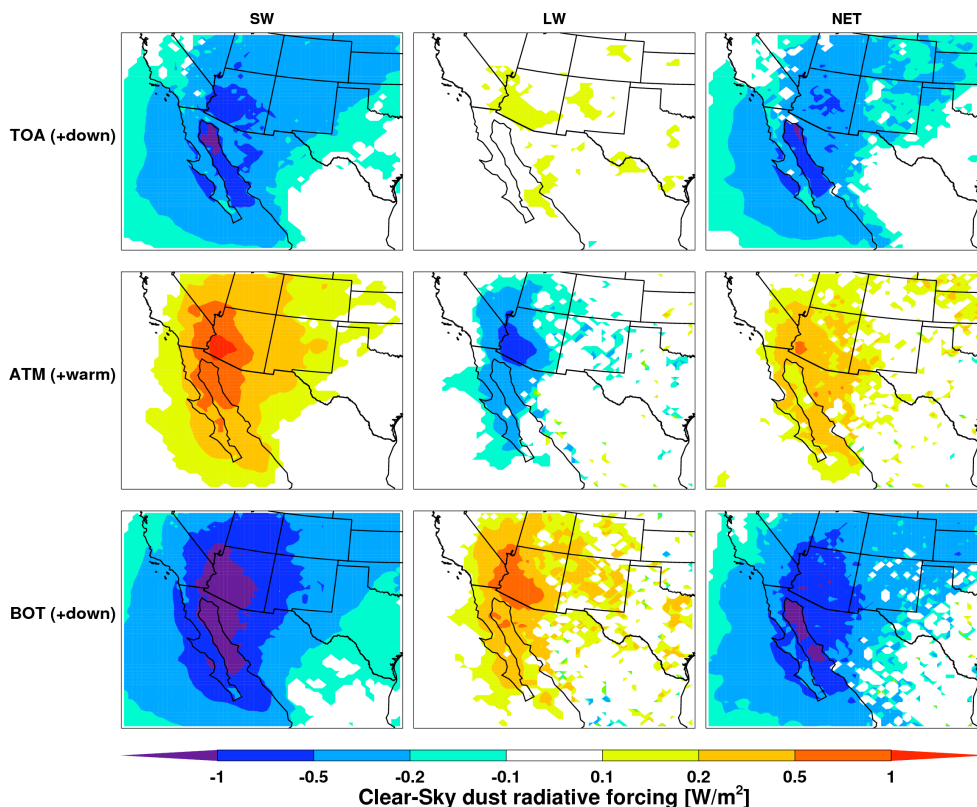 SW LW NET
TOA (+down)
ATM (+warm)
BOT (+down)
-1 -0.5 -0.2 -0.1 0.1 0.2 0.5 1
Clear-Sky dust radiative forcing [W/m²]